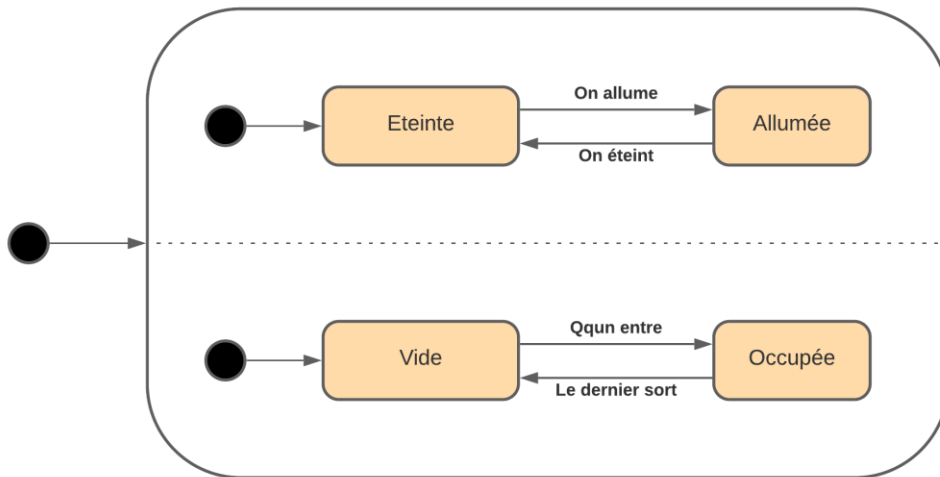 On allume
Eteinte
Allumée
On éteint
Qqun entre
Vide
Occupée
Le dernier sort